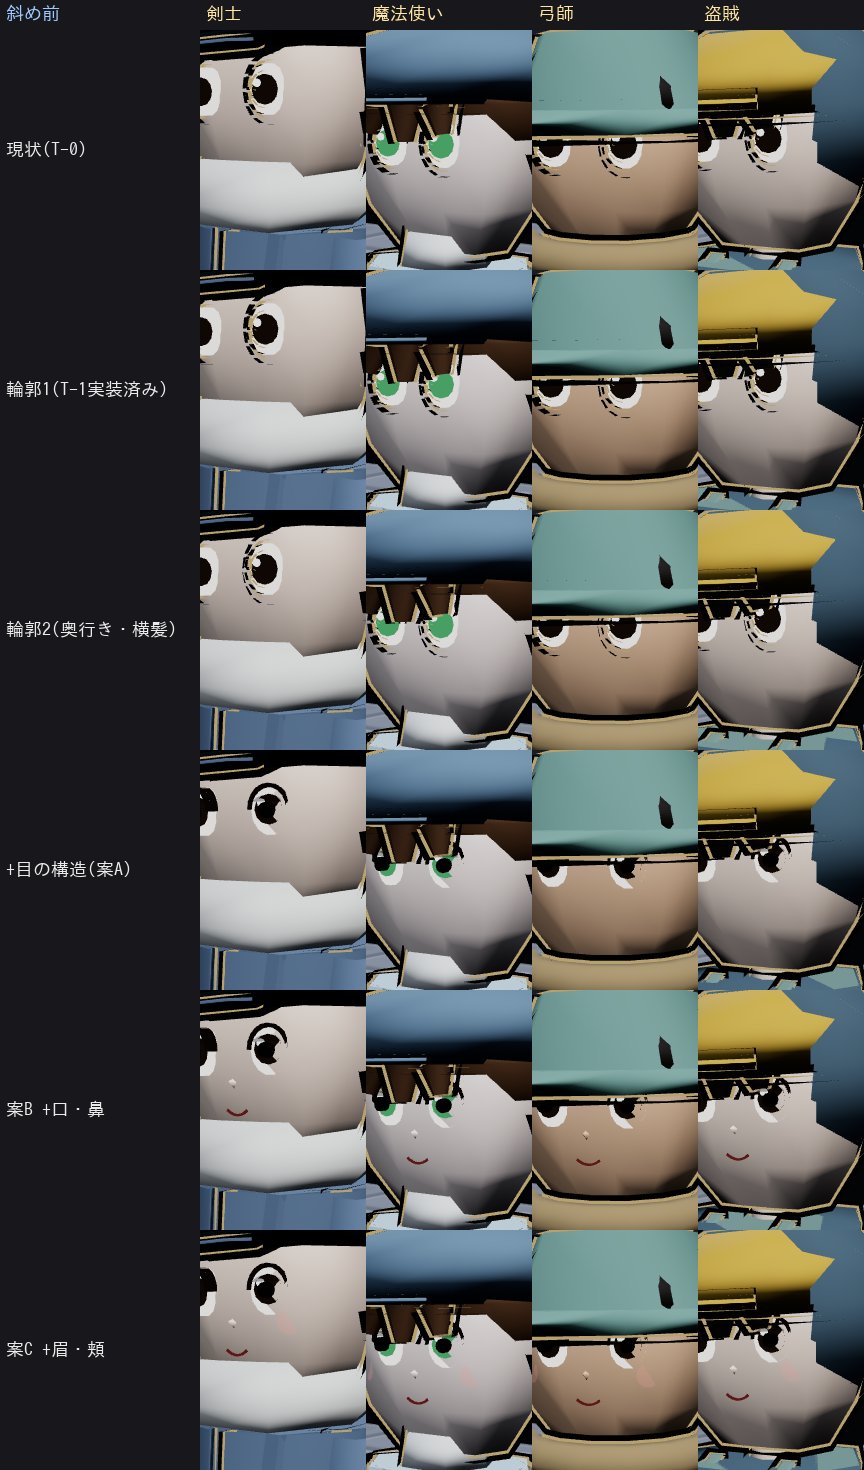 斜め前
剣士
魔法使い
弓師
盗賊
現状(T-0)
輪郭1(T-1実装済み)
輪郭2(奥行き・横髪)
+目の構造(案A)
案B +口・鼻
案C +眉・頬